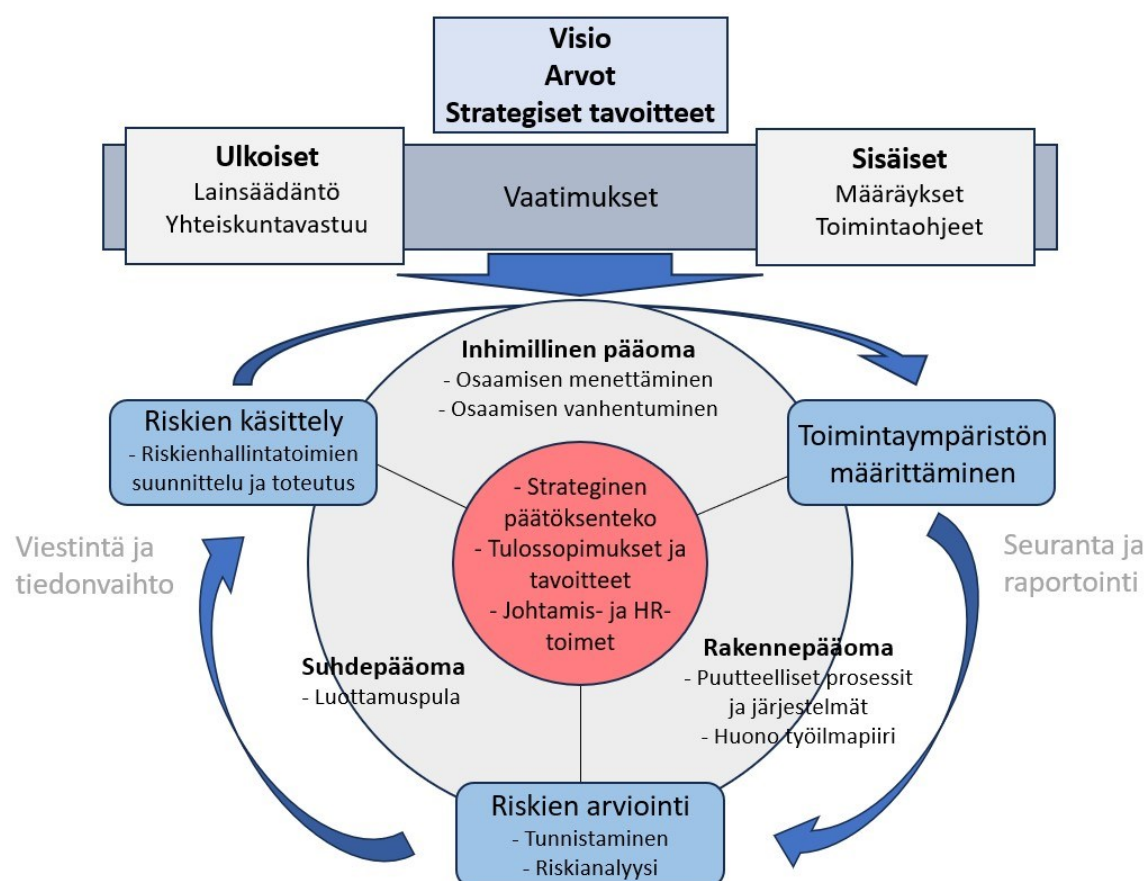 Visio
Arvot
Strategiset tavoitteet
Ulkoiset
Lainsäädäntö
Yhteiskuntavastuu
Vaatimukset
Sisäiset
Määräykset
Toimintaohjeet
Inhimillinen pääoma
- Osaamisen menettäminen
- Osaamisen vanhentuminen
Riskien käsittely
- Riskienhallintatoimien
suunnittelu ja toteutus
Toimintaympäristön
määrittäminen
- Strateginen
päätöksenteko
- Tulossopimukset ja
tavoitteet
- Johtamis- ja HR-
toimet
Viestintä ja
tiedonvaihto
Seuranta ja
raportointi
Suhdepääoma
- Luottamuspula
Rakennepääoma
- Puutteelliset prosessit
ja järjestelmät
- Huono työilmapiiri
Riskien arviointi
- Tunnistaminen
- Riskianalyysi